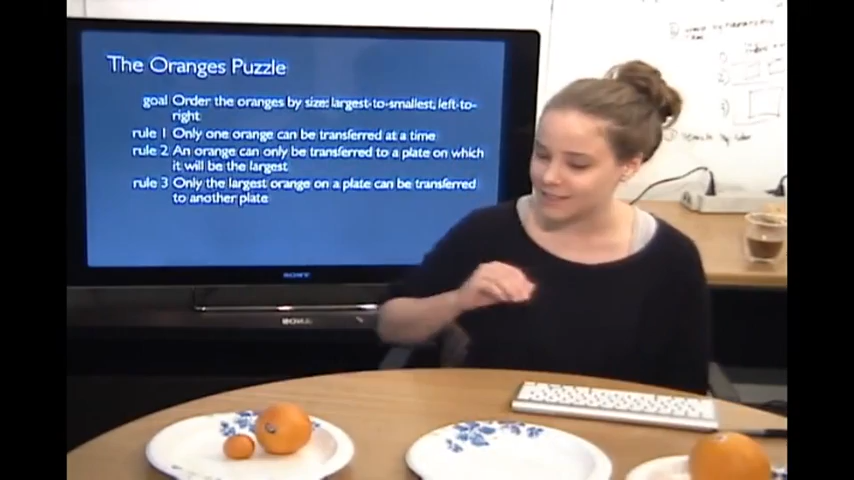 The Oranges Puzzle
goal Order the oranges by size: largest-to-smallest, left-to-
right
rule 1 Only one orange can be transferred at a time
rule 2 An orange can only be transferred to a plate on which
it will be the largest
rule 3 Only the largest orange on a plate can be transferred
to another plate
SONY